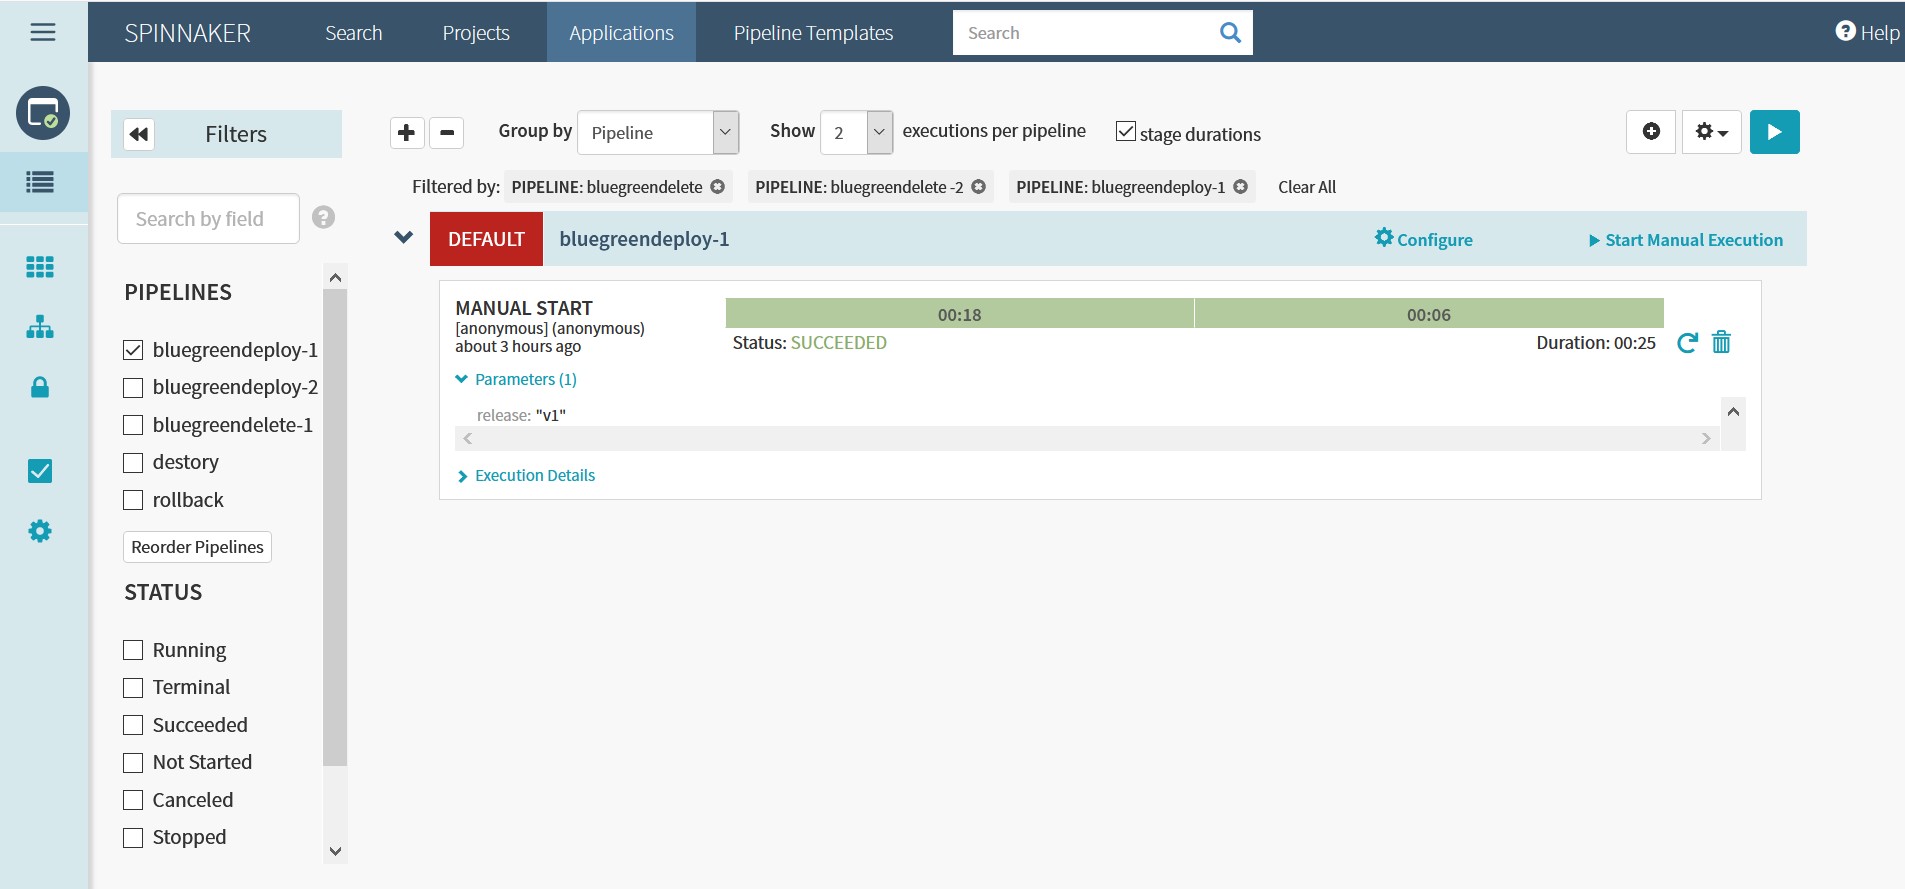 SPINNAKER Search Projects Applications Pipeline Templates Search Help
Filters
Group by Pipeline Show 2 executions per pipeline stage durations
Filtered by: PIPELINE: bluegreendelete PIPELINE: bluegreendelete -2 PIPELINE: bluegreendeploy-1 Clear All
Search by field
DEFAULT bluegreendeploy-1 Configure Start Manual Execution
PIPELINES
bluegreendeploy-1
bluegreendeploy-2
bluegreendelete-1
destory
rollback
Reorder Pipelines
STATUS
Running
Terminal
Succeeded
Not Started
Canceled
Stopped
MANUAL START
[anonymous] (anonymous)
about 3 hours ago
00:18 00:06
Status: SUCCEEDED Duration: 00:25
Parameters (1)
release: "v1"
Execution Details